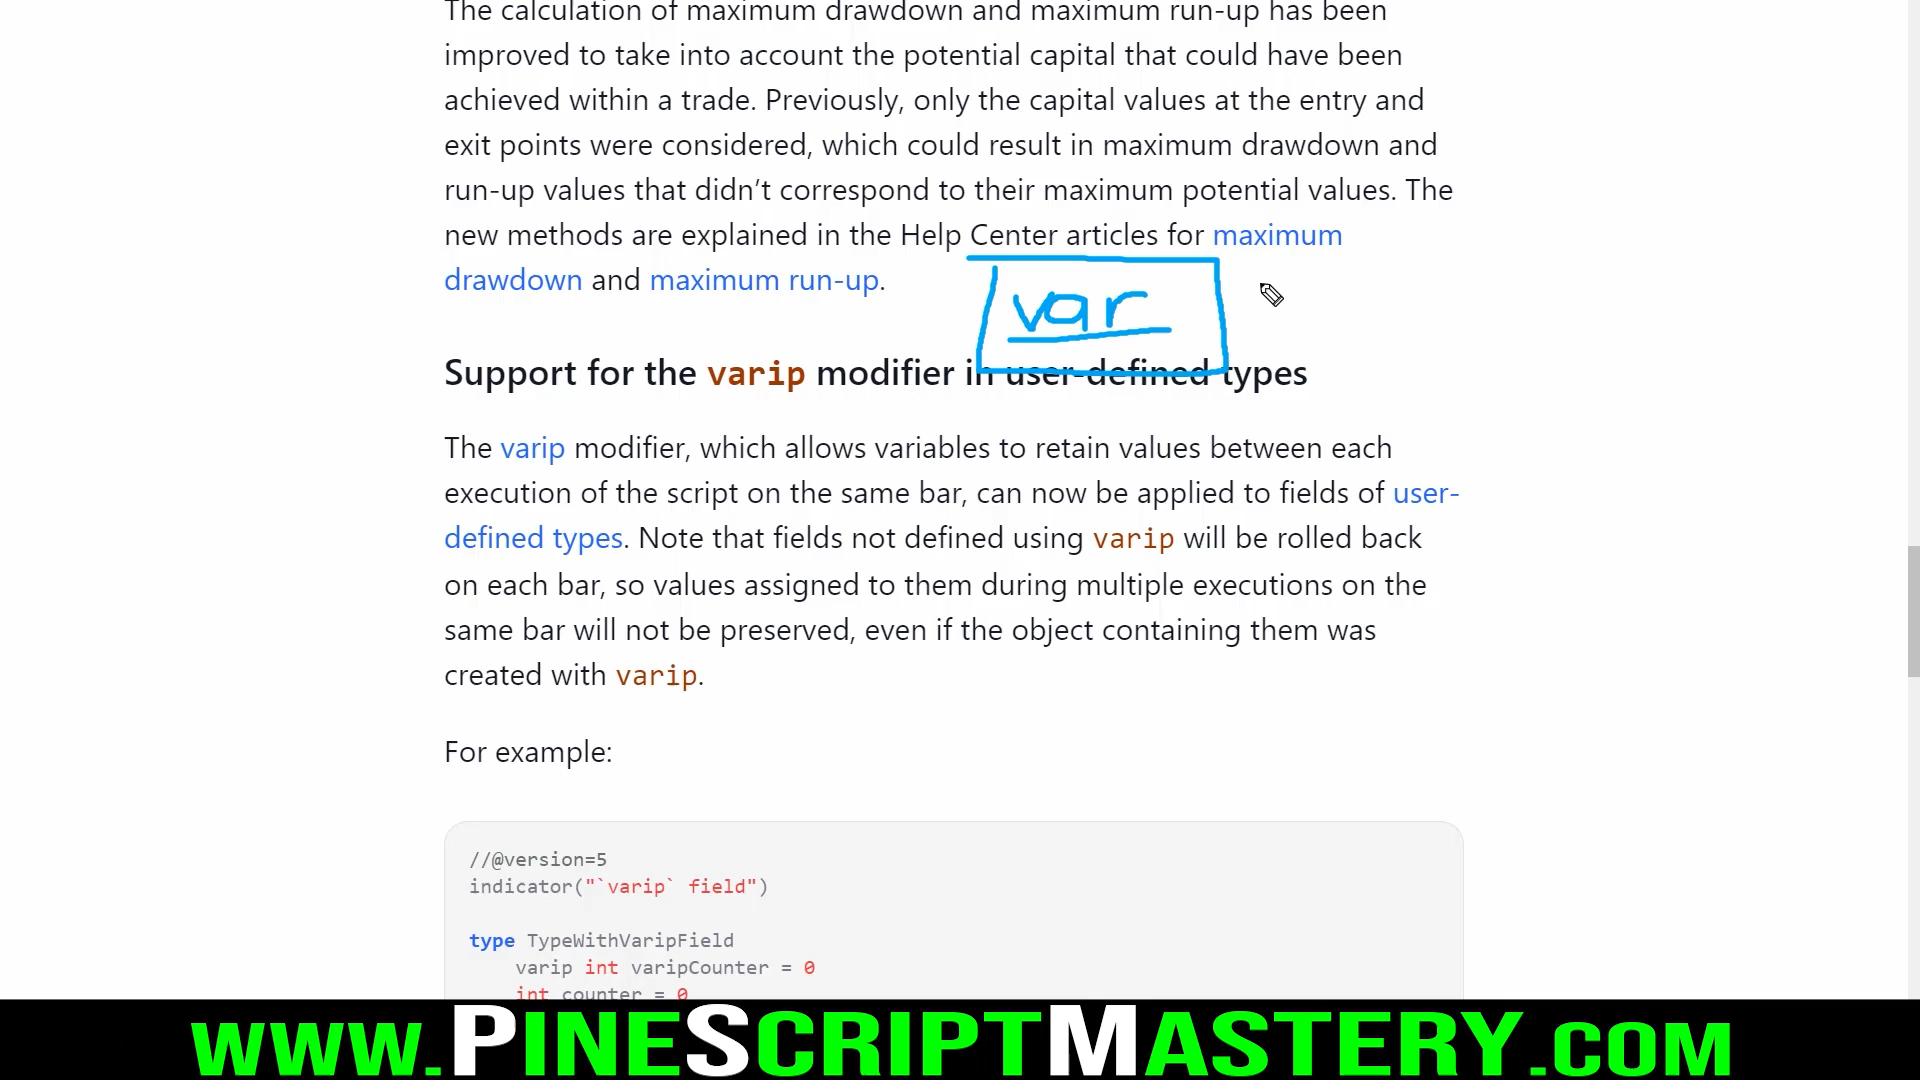 The calculation of maximum drawdown and maximum run-up has been
improved to take into account the potential capital that could have been
achieved within a trade. Previously, only the capital values at the entry and
exit points were considered, which could result in maximum drawdown and
run-up values that didn’t correspond to their maximum potential values. The
new methods are explained in the Help Center articles for maximum
drawdown and maximum run-up.
var
Support for the varip modifier in user-defined types
The varip modifier, which allows variables to retain values between each
execution of the script on the same bar, can now be applied to fields of user-
defined types. Note that fields not defined using varip will be rolled back
on each bar, so values assigned to them during multiple executions on the
same bar will not be preserved, even if the object containing them was
created with varip.
For example:
//@version=5
indicator("`varip` field")
type TypeWithVaripField
varip int varipCounter = 0
int counter = 0
www.PineScriptMastery.com